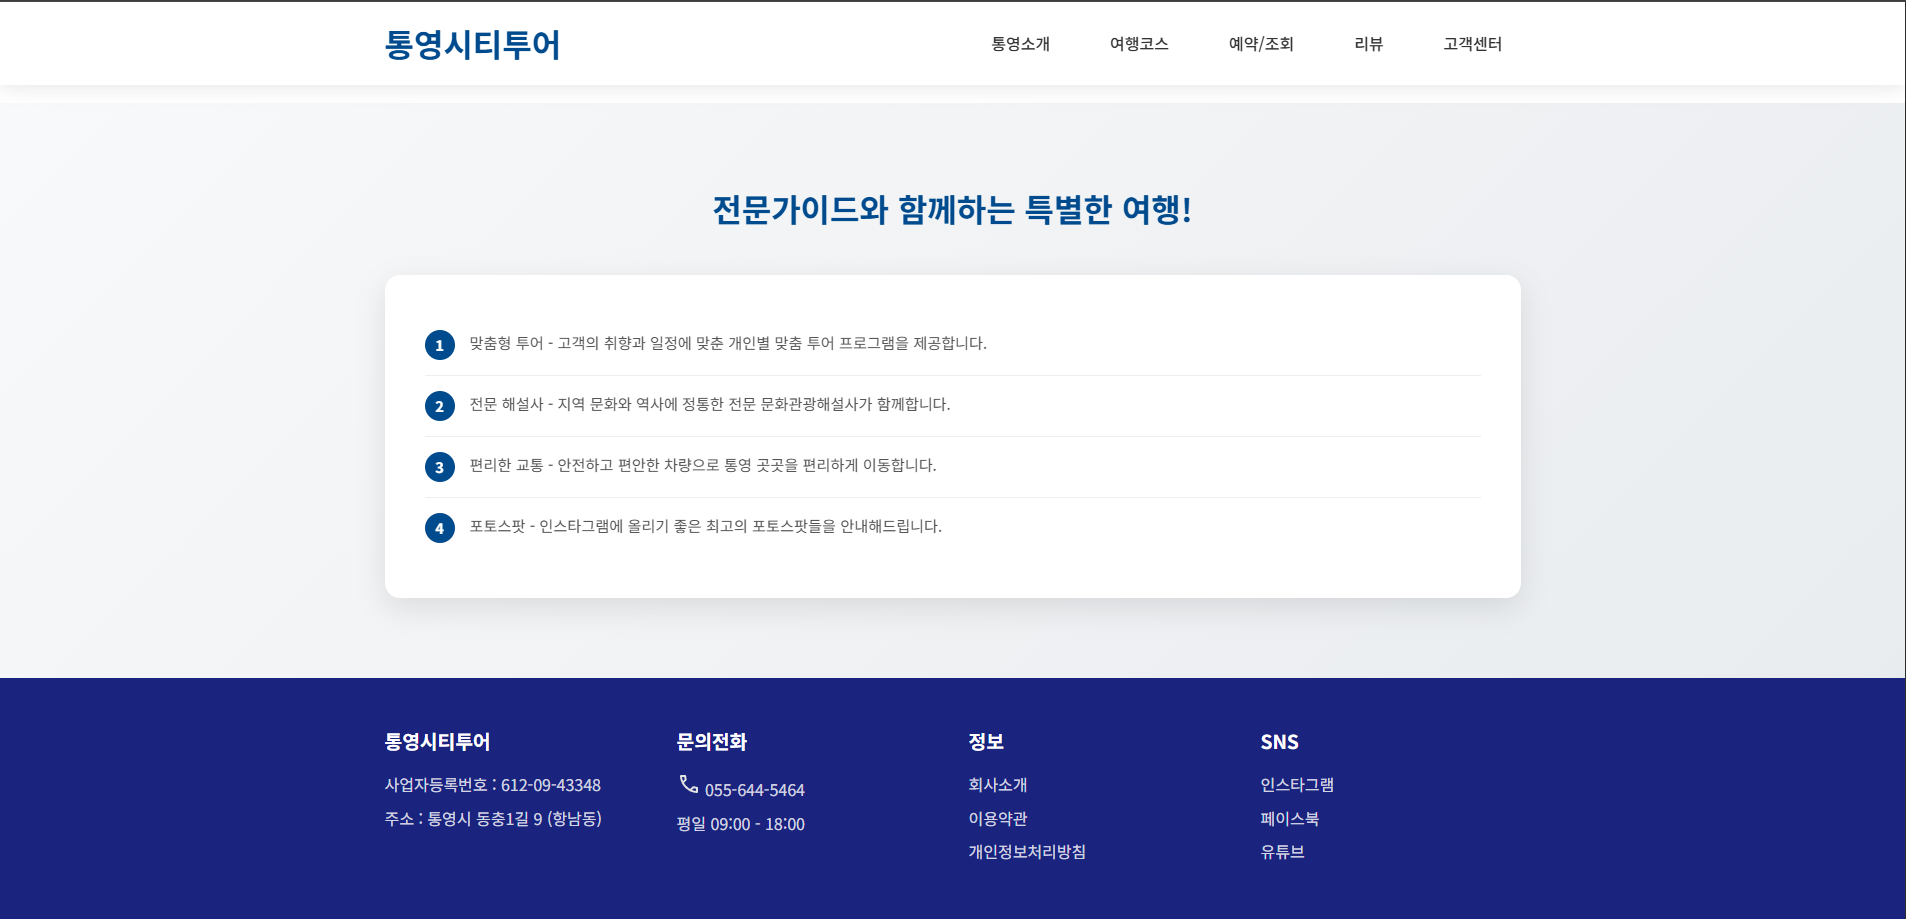 통영시티투어
통영소개 여행코스 예약/조회 리뷰 고객센터
전문가이드와 함께하는 특별한 여행!
1 맞춤형 투어 - 고객의 취향과 일정에 맞춘 개인별 맞춤 투어 프로그램을 제공합니다.
2 전문 해설사 - 지역 문화와 역사에 정통한 전문 문화관광해설사가 함께합니다.
3 편리한 교통 - 안전하고 편안한 차량으로 통영 곳곳을 편리하게 이동합니다.
4 포토스팟 - 인스타그램에 올리기 좋은 최고의 포토스팟들을 안내해드립니다.
통영시티투어
사업자등록번호 : 612-09-43348
주소 : 통영시 동충1길 9 (항남동)
문의전화
055-644-5464
평일 09:00 - 18:00
정보
회사소개
이용약관
개인정보처리방침
SNS
인스타그램
페이스북
유튜브